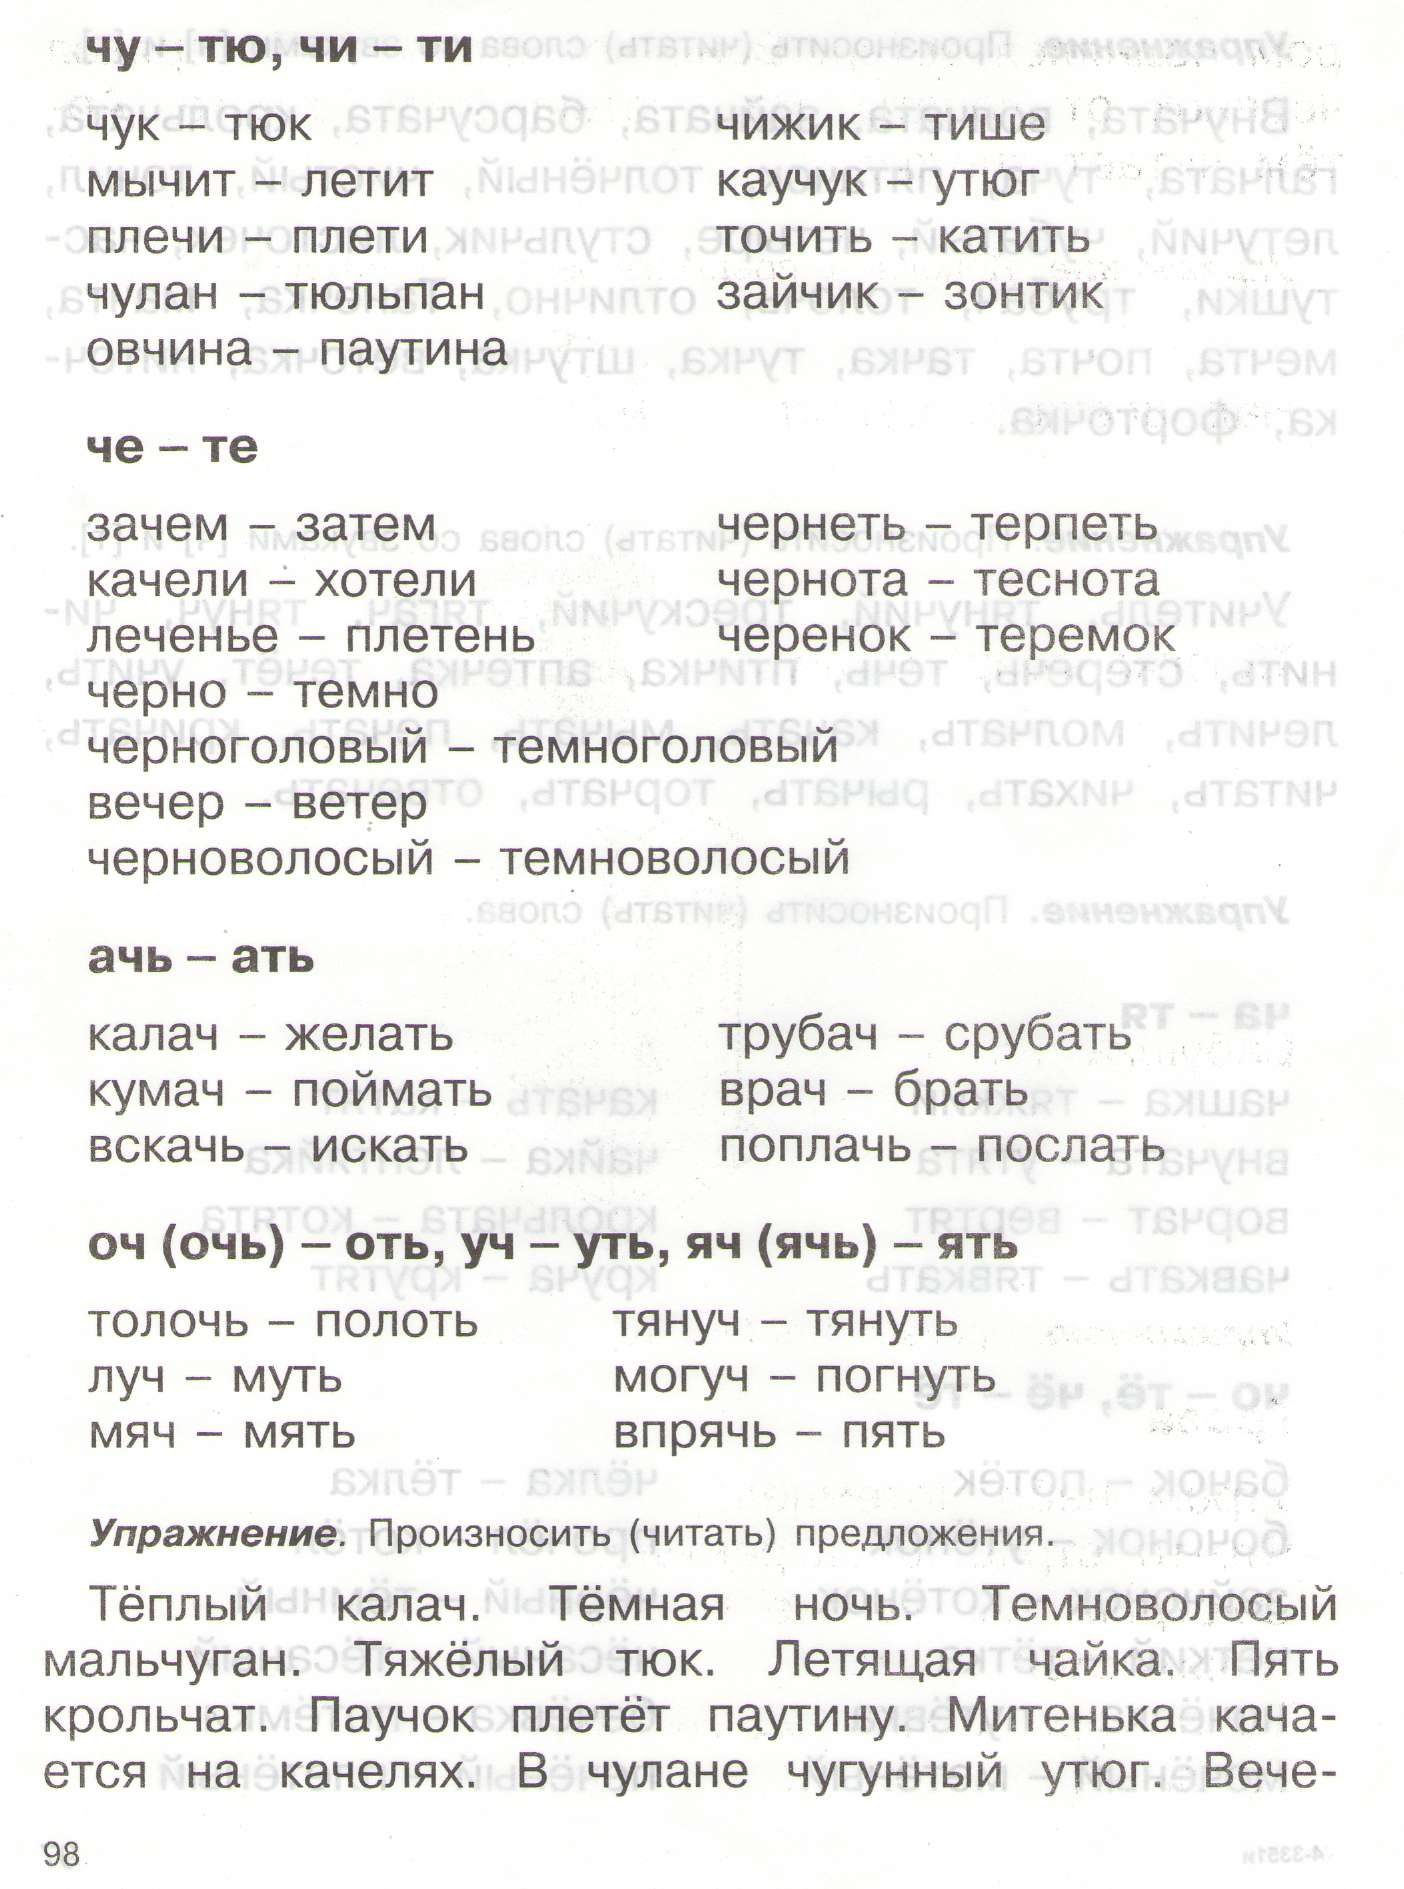 чу – тю, чи – ти
чук – тюк чижик – тише
мычит – летит каучук – утюг
плечи – плети точить – катить
чулан – тюльпан зайчик – зонтик
овчина – паутина
че – те
зачем – затем чернеть – терпеть
качели – хотели чернота – теснота
леченье – плетень черенок – теремок
черно – темно
черноголовый – темноголовый
вечер – ветер
черноволосый – темноволосый
ачь – ать
калач – желать трубач – срубать
кумач – поймать врач – брать
вскачь – искать поплачь – послать
оч (очь) – оть, уч – уть, яч (ячь) – ять
толочь – полоть тянуч – тянуть
луч – муть могуч – погнуть
мяч – мять впрячь – пять
Упражнение. Произносить (читать) предложения.
Тёплый калач. Тёмная ночь. Темноволосый
мальчуган. Тяжёлый тюк. Летящая чайка. Пять
крольчат. Паучок плетёт паутину. Митенька кача-
ется на качелях. В чулане чугунный утюг. Вече-
98